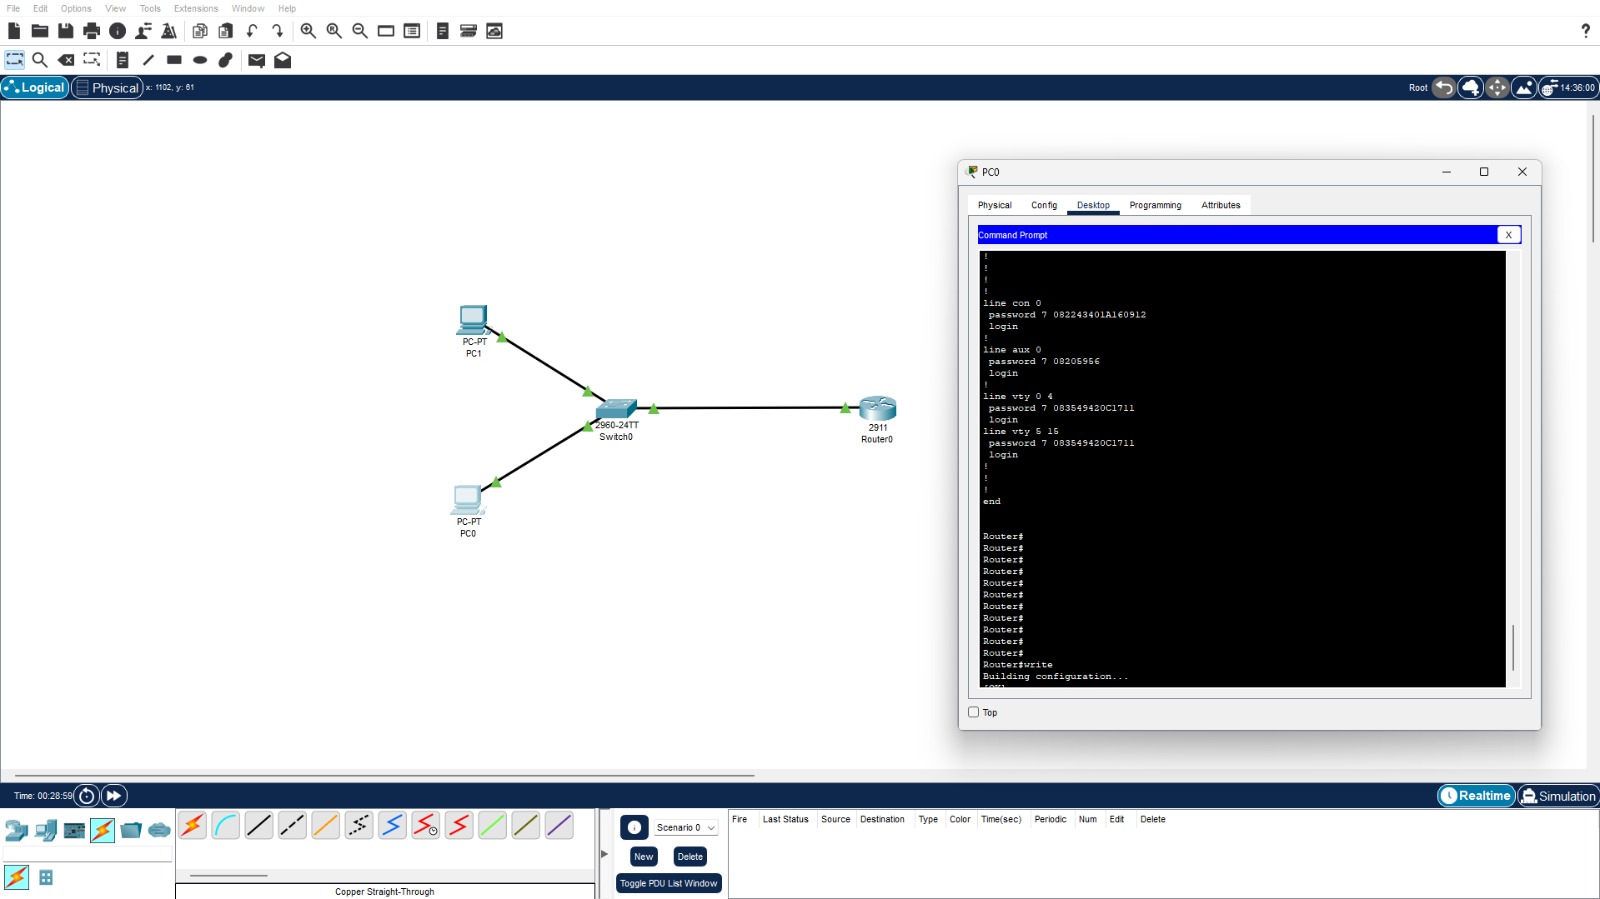 File Edit Options View Tools Extensions Window Help
?
Logical Physical x: 1102, y: 81 Root 14:36:00
PC0
Physical Config Desktop Programming Attributes
Command Prompt X
!
!
!
!
line con 0
password 7 082243401A160912
login
!
line aux 0
password 7 08205956
login
!
line vty 0 4
password 7 083549420C1711
login
line vty 5 15
password 7 083549420C1711
login
!
!
!
end
Router#
Router#
Router#
Router#
Router#
Router#
Router#
Router#
Router#
Router#
Router#
Router#write
Building configuration...
[OK]
Top
PC-PT
PC1
2960-24TT
Switch0
2911
Router0
PC-PT
PC0
Time: 00:28:59 Realtime Simulation
Scenario 0
New Delete
Toggle PDU List Window
Fire Last Status Source Destination Type Color Time(sec) Periodic Num Edit Delete
Copper Straight-Through